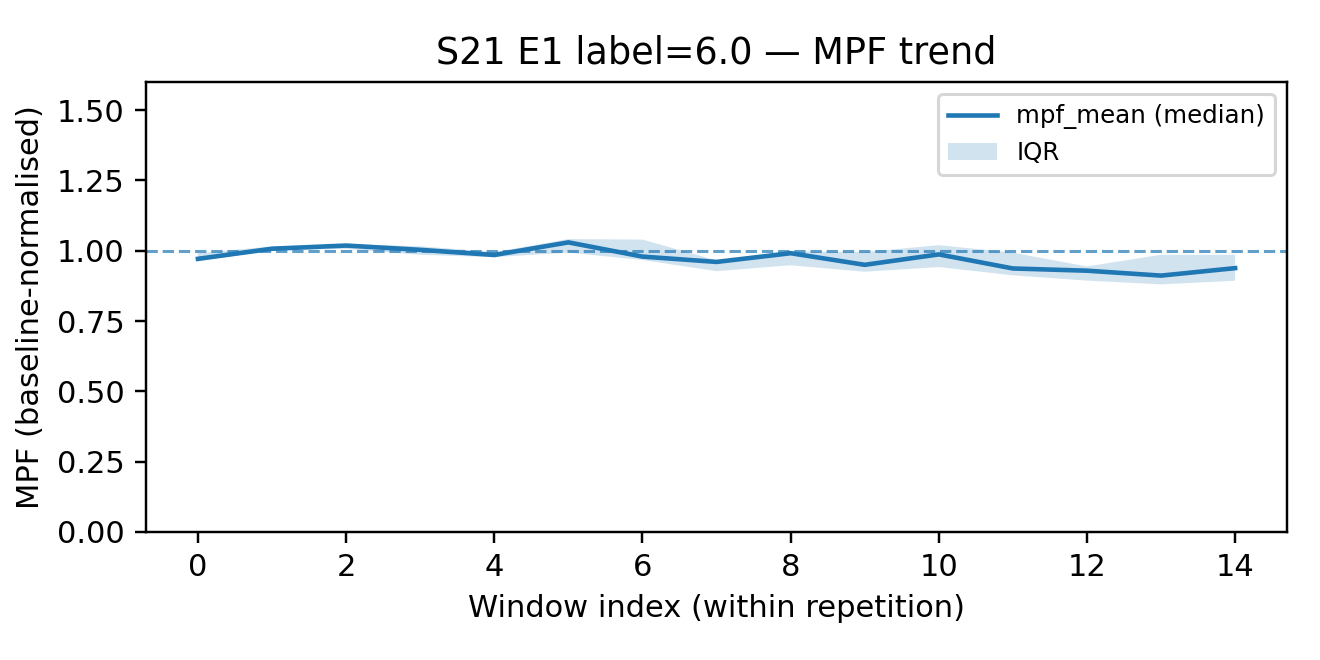 S21 E1 label=6.0 — MPF trend
mpf_mean (median)
IQR
MPF (baseline-normalised)
1.50
1.25
1.00
0.75
0.50
0.25
0.00
0 2 4 6 8 10 12 14
Window index (within repetition)